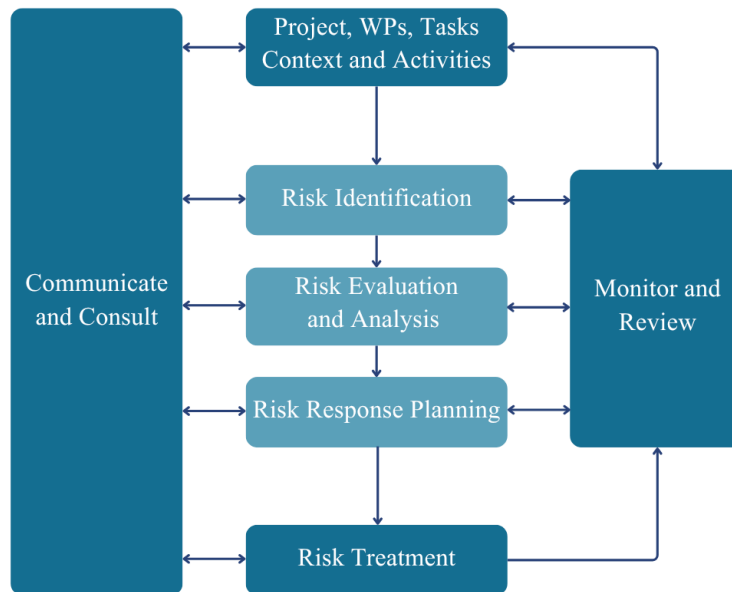 Project, WPs, Tasks
Context and Activities
Risk Identification
Communicate
and Consult
Risk Evaluation
and Analysis
Monitor and
Review
Risk Response Planning
Risk Treatment